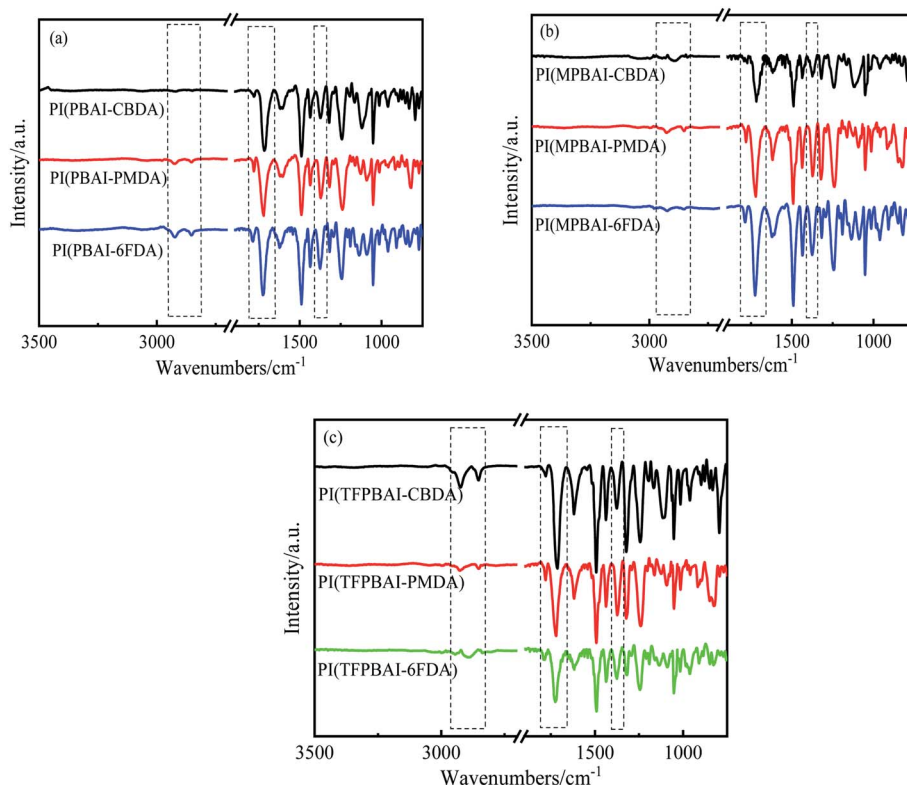 (a)
PI(PBAI-CBDA)
PI(PBAI-PMDA)
PI(PBAI-6FDA)
Intensity/a.u.
3500 3000 1500 1000
Wavenumbers/cm⁻¹
(b)
PI(MPBAI-CBDA)
PI(MPBAI-PMDA)
PI(MPBAI-6FDA)
Intensity/a.u.
3500 3000 1500 1000
Wavenumbers/cm⁻¹
(c)
PI(TFPBAI-CBDA)
PI(TFPBAI-PMDA)
PI(TFPBAI-6FDA)
Intensity/a.u.
3500 3000 1500 1000
Wavenumbers/cm⁻¹